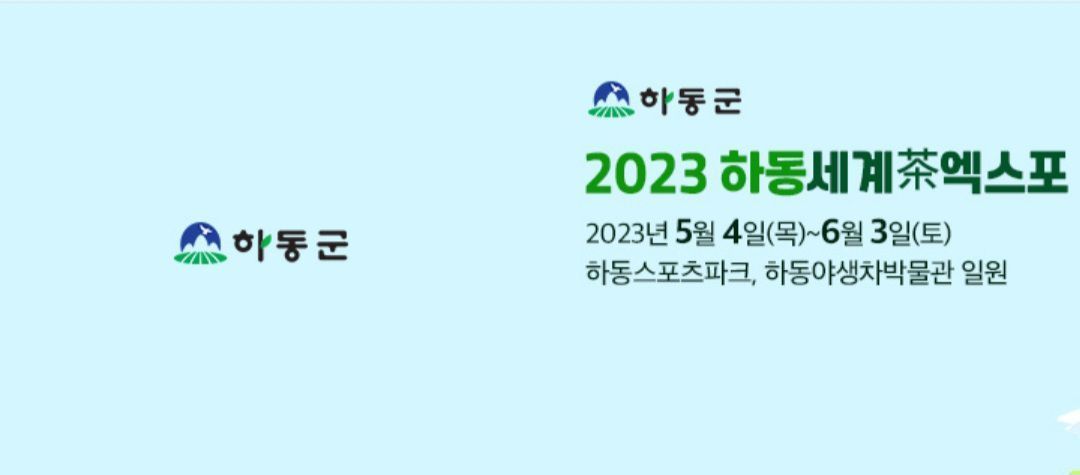 하동군
하동군
2023 하동세계茶엑스포
2023년 5월 4일(목)~6월 3일(토)
하동스포츠파크, 하동야생차박물관 일원